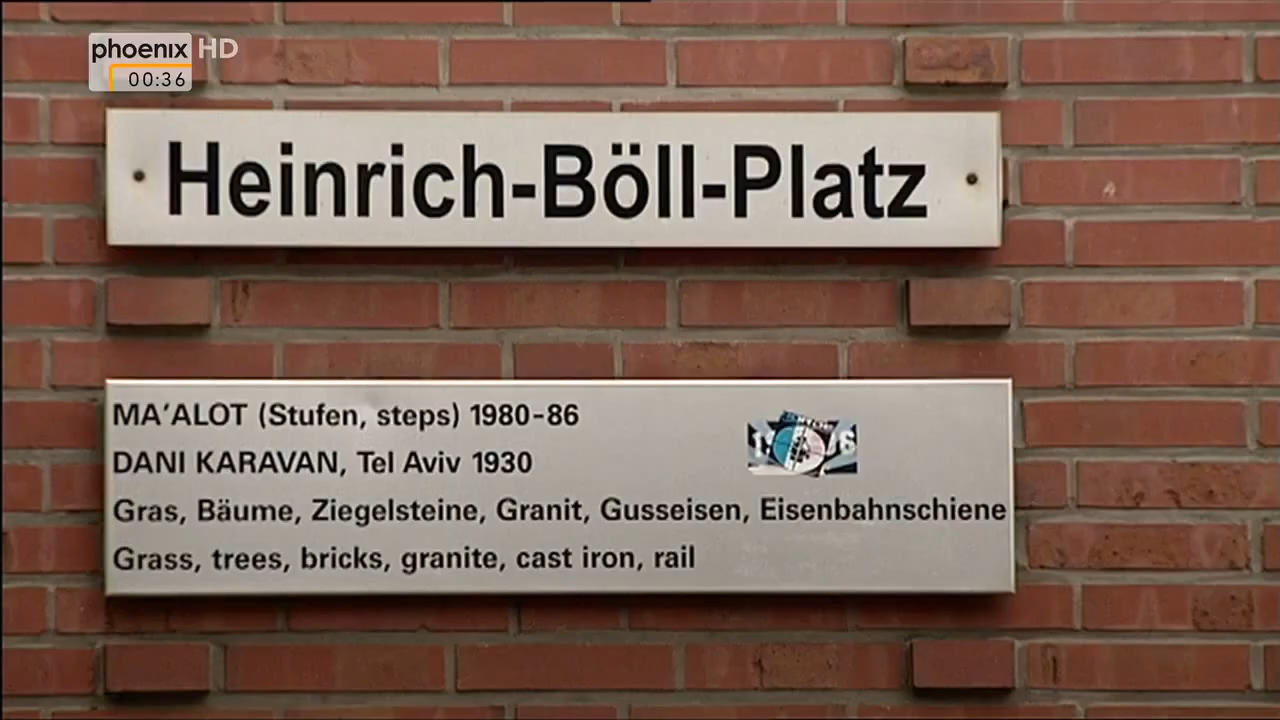 phoenix HD
00:36
Heinrich-Böll-Platz
MA'ALOT (Stufen, steps) 1980-86
DANI KARAVAN, Tel Aviv 1930
Gras, Bäume, Ziegelsteine, Granit, Gusseisen, Eisenbahnschiene
Grass, trees, bricks, granite, cast iron, rail